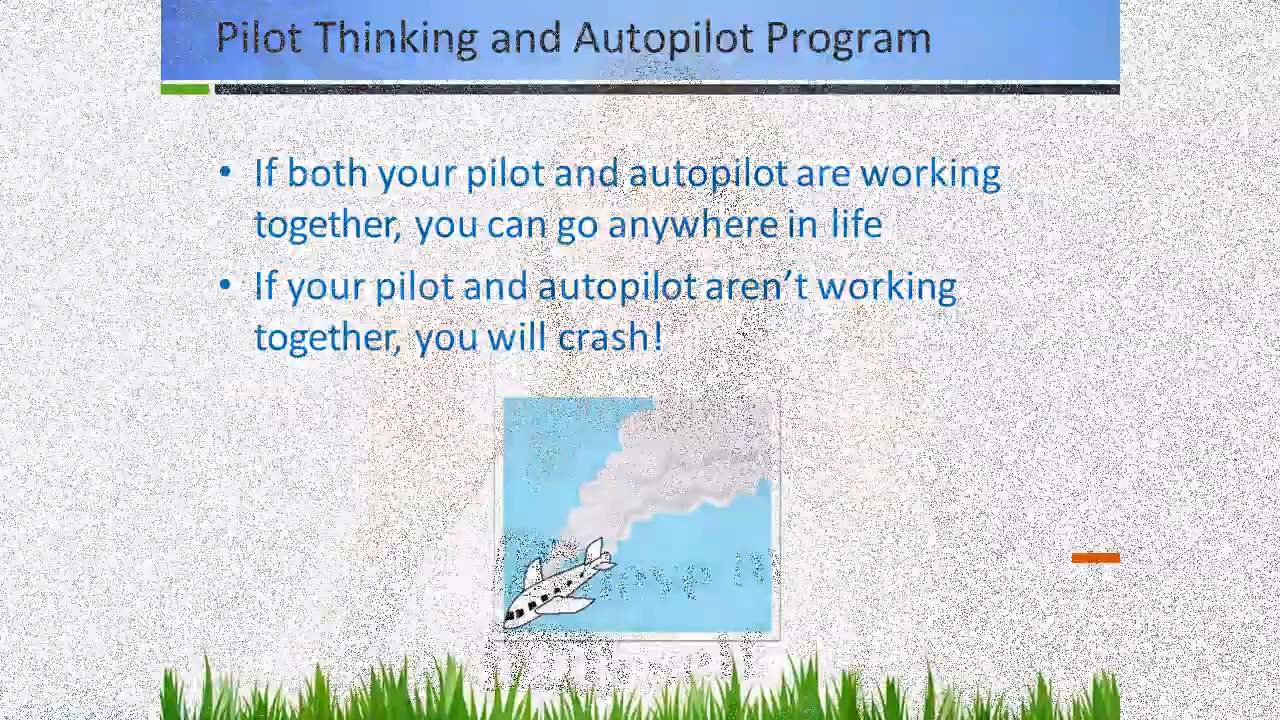 Pilot Thinking and Autopilot Program
• If both your pilot and autopilot are working
together, you can go anywhere in life
• If your pilot and autopilot aren't working
together, you will crash!